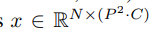 s x ∈ ℝ^{N×(P²·C)}